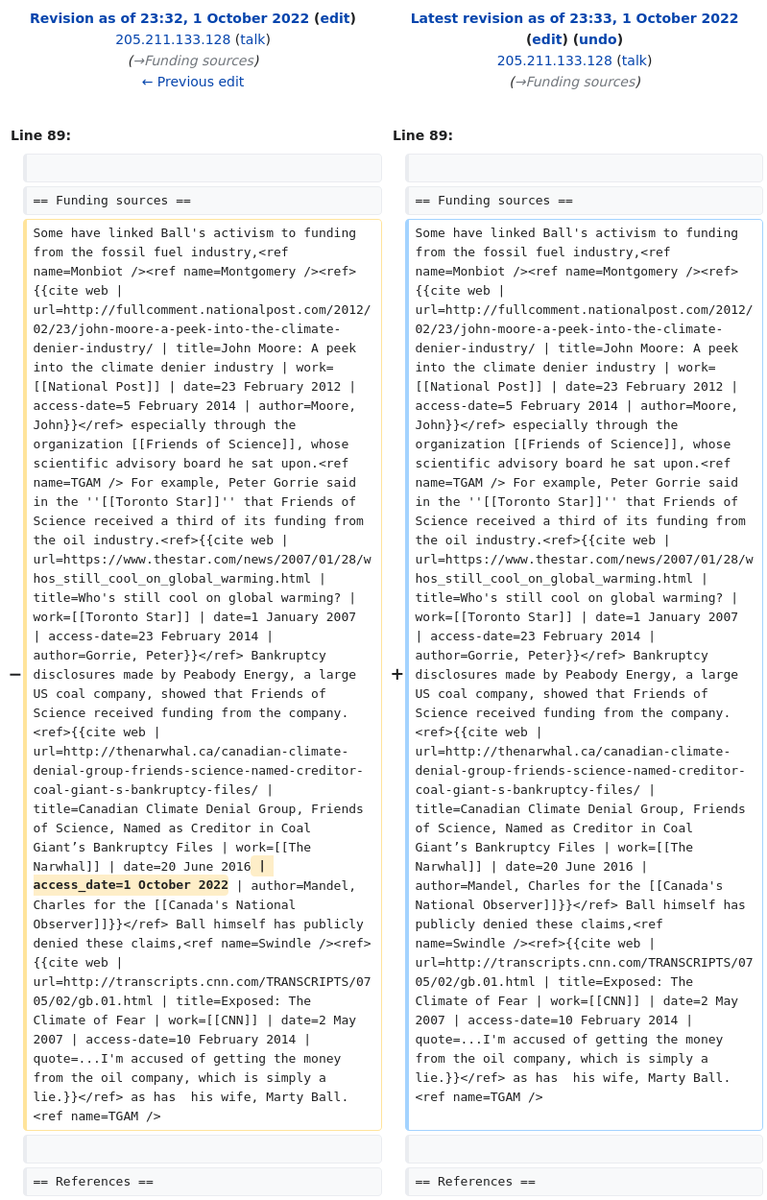 Revision as of 23:32, 1 October 2022 (edit)
205.211.133.128 (talk)
(→Funding sources)
← Previous edit
Line 89:
== Funding sources ==
− Some have linked Ball's activism to funding
from the fossil fuel industry,<ref
name=Monbiot /><ref name=Montgomery /><ref>
{{cite web |
url=http://fullcomment.nationalpost.com/2012/
02/23/john-moore-a-peek-into-the-climate-
denier-industry/ | title=John Moore: A peek
into the climate denier industry | work=
[[National Post]] | date=23 February 2012 |
access-date=5 February 2014 | author=Moore,
John}}</ref> especially through the
organization [[Friends of Science]], whose
scientific advisory board he sat upon.<ref
name=TGAM /> For example, Peter Gorrie said
in the ''[[Toronto Star]]'' that Friends of
Science received a third of its funding from
the oil industry.<ref>{{cite web |
url=https://www.thestar.com/news/2007/01/28/w
hos_still_cool_on_global_warming.html |
title=Who's still cool on global warming? |
work=[[Toronto Star]] | date=1 January 2007
| access-date=23 February 2014 |
author=Gorrie, Peter}}</ref> Bankruptcy
disclosures made by Peabody Energy, a large
US coal company, showed that Friends of
Science received funding from the company.
<ref>{{cite web |
url=http://thenarwhal.ca/canadian-climate-
denial-group-friends-science-named-creditor-
coal-giant-s-bankruptcy-files/ |
title=Canadian Climate Denial Group, Friends
of Science, Named as Creditor in Coal
Giant’s Bankruptcy Files | work=[[The
Narwhal]] | date=20 June 2016 |
access_date=1 October 2022 | author=Mandel,
Charles for the [[Canada's National
Observer]]}}</ref> Ball himself has publicly
denied these claims,<ref name=Swindle /><ref>
{{cite web |
url=http://transcripts.cnn.com/TRANSCRIPTS/07
05/02/gb.01.html | title=Exposed: The
Climate of Fear | work=[[CNN]] | date=2 May
2007 | access-date=10 February 2014 |
quote=...I'm accused of getting the money
from the oil company, which is simply a
lie.}}</ref> as has  his wife, Marty Ball.
<ref name=TGAM />
== References ==
Latest revision as of 23:33, 1 October 2022
(edit) (undo)
205.211.133.128 (talk)
(→Funding sources)
Line 89:
== Funding sources ==
+ Some have linked Ball's activism to funding
from the fossil fuel industry,<ref
name=Monbiot /><ref name=Montgomery /><ref>
{{cite web |
url=http://fullcomment.nationalpost.com/2012/
02/23/john-moore-a-peek-into-the-climate-
denier-industry/ | title=John Moore: A peek
into the climate denier industry | work=
[[National Post]] | date=23 February 2012 |
access-date=5 February 2014 | author=Moore,
John}}</ref> especially through the
organization [[Friends of Science]], whose
scientific advisory board he sat upon.<ref
name=TGAM /> For example, Peter Gorrie said
in the ''[[Toronto Star]]'' that Friends of
Science received a third of its funding from
the oil industry.<ref>{{cite web |
url=https://www.thestar.com/news/2007/01/28/w
hos_still_cool_on_global_warming.html |
title=Who's still cool on global warming? |
work=[[Toronto Star]] | date=1 January 2007
| access-date=23 February 2014 |
author=Gorrie, Peter}}</ref> Bankruptcy
disclosures made by Peabody Energy, a large
US coal company, showed that Friends of
Science received funding from the company.
<ref>{{cite web |
url=http://thenarwhal.ca/canadian-climate-
denial-group-friends-science-named-creditor-
coal-giant-s-bankruptcy-files/ |
title=Canadian Climate Denial Group, Friends
of Science, Named as Creditor in Coal
Giant’s Bankruptcy Files | work=[[The
Narwhal]] | date=20 June 2016 |
author=Mandel, Charles for the [[Canada's
National Observer]]}}</ref> Ball himself has
publicly denied these claims,<ref
name=Swindle /><ref>{{cite web |
url=http://transcripts.cnn.com/TRANSCRIPTS/07
05/02/gb.01.html | title=Exposed: The
Climate of Fear | work=[[CNN]] | date=2 May
2007 | access-date=10 February 2014 |
quote=...I'm accused of getting the money
from the oil company, which is simply a
lie.}}</ref> as has  his wife, Marty Ball.
<ref name=TGAM />
== References ==